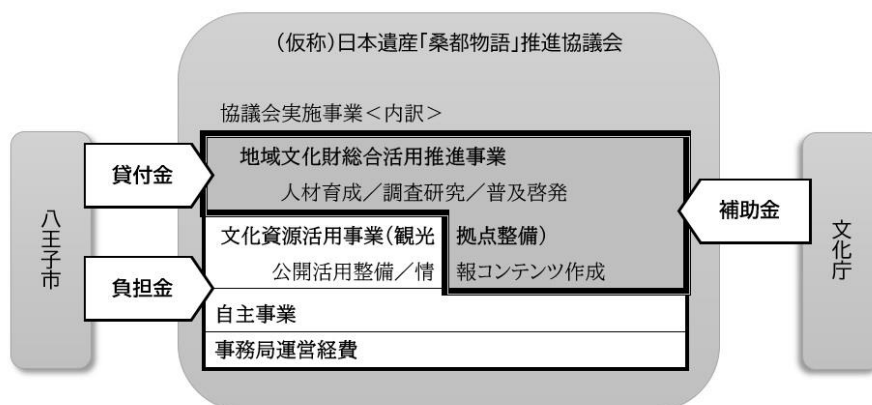 (仮称)日本遺産「桑都物語」推進協議会
協議会実施事業＜内訳＞
地域文化財総合活用推進事業
人材育成／調査研究／普及啓発
文化資源活用事業(観光拠点整備)
公開活用整備／情報コンテンツ作成
自主事業
事務局運営経費
八王子市
貸付金
負担金
補助金
文化庁